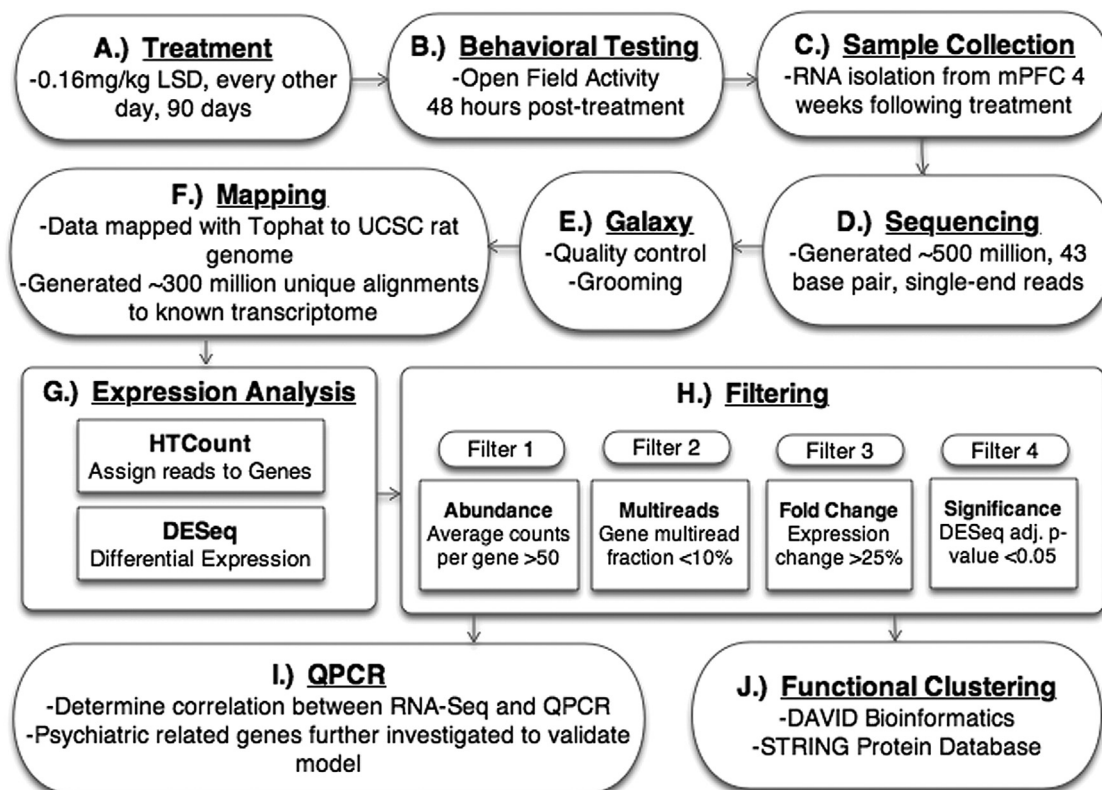 A.) Treatment
-0.16mg/kg LSD, every other
day, 90 days
B.) Behavioral Testing
-Open Field Activity
48 hours post-treatment
C.) Sample Collection
-RNA isolation from mPFC 4
weeks following treatment
D.) Sequencing
-Generated ~500 million, 43
base pair, single-end reads
E.) Galaxy
-Quality control
-Grooming
F.) Mapping
-Data mapped with Tophat to UCSC rat
genome
-Generated ~300 million unique alignments
to known transcriptome
G.) Expression Analysis
HTCount
Assign reads to Genes
DESeq
Differential Expression
H.) Filtering
Filter 1
Abundance
Average counts
per gene >50
Filter 2
Multireads
Gene multiread
fraction <10%
Filter 3
Fold Change
Expression
change >25%
Filter 4
Significance
DESeq adj. p-
value <0.05
I.) QPCR
-Determine correlation between RNA-Seq and QPCR
-Psychiatric related genes further investigated to validate
model
J.) Functional Clustering
-DAVID Bioinformatics
-STRING Protein Database